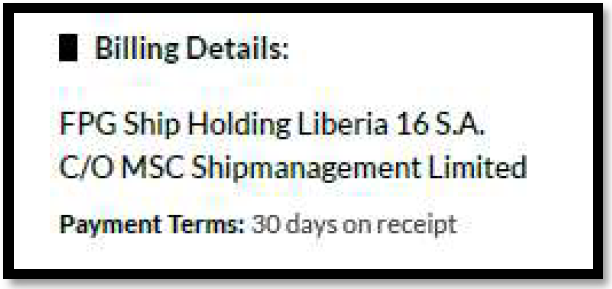 Billing Details:
FPG Ship Holding Liberia 16 S.A.
C/O MSC Shipmanagement Limited
Payment Terms: 30 days on receipt